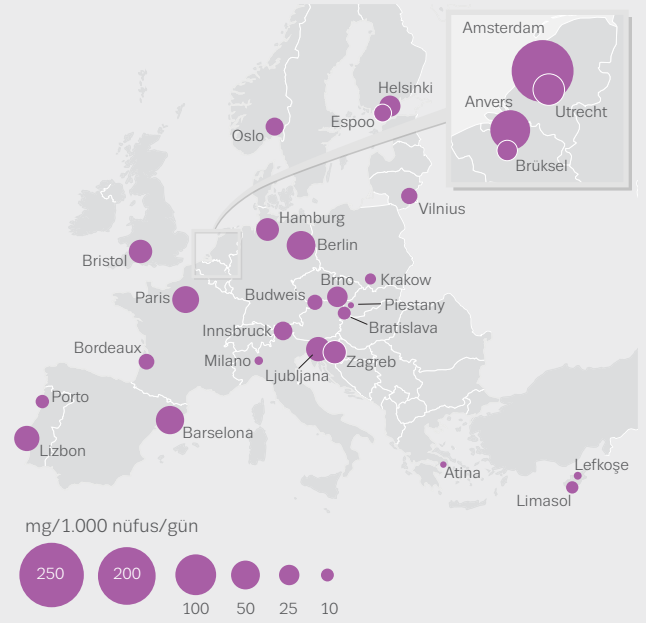 Amsterdam
Utrecht
Anvers
Brüksel
Helsinki
Espoo
Oslo
Vilnius
Hamburg
Berlin
Bristol
Brno
Krakow
Paris
Budweis
Piestany
Bratislava
Innsbruck
Bordeaux
Milano
Zagreb
Ljubljana
Porto
Barselona
Lizbon
Atina
Lefkoşe
Limasol
mg/1.000 nüfus/gün
250
200
100
50
25
10